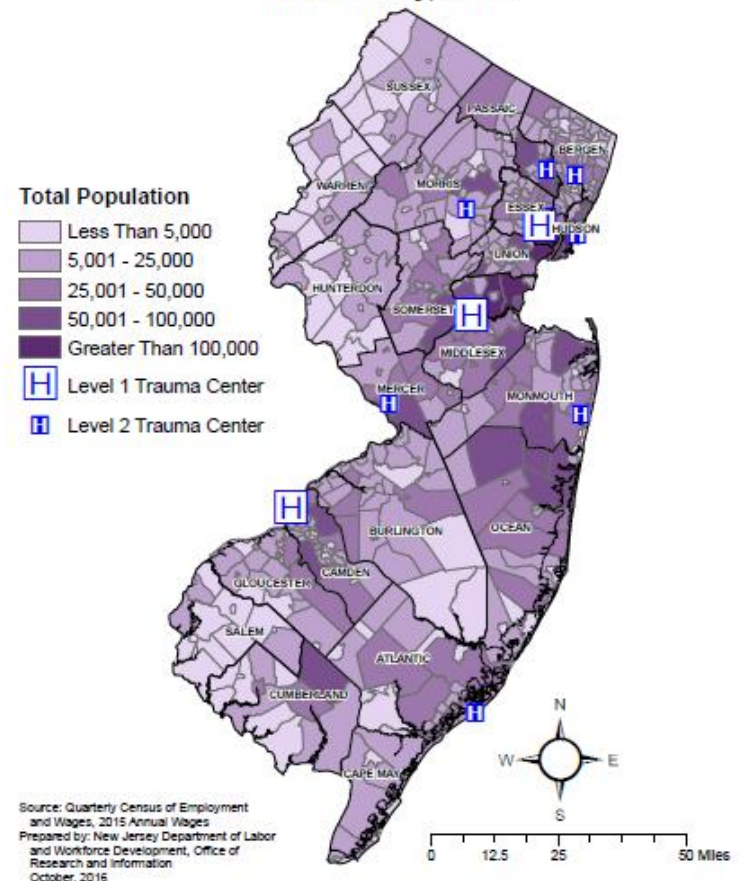 SUSSEX
PASSAIC
BERGEN
WARREN
MORRIS
ESSEX
H
H
H
H
HUDSON
H
UNION
Total Population
Less Than 5,000
5,001 - 25,000
25,001 - 50,000
50,001 - 100,000
Greater Than 100,000
H Level 1 Trauma Center
H Level 2 Trauma Center
HUNTERDON
SOMERSET
H
MIDDLESEX
MERCER
H
MONMOUTH
H
H
BURLINGTON
OCEAN
CAMDEN
GLOUCESTER
SALEM
ATLANTIC
CUMBERLAND
H
CAPE MAY
N
W
E
S
Source: Quarterly Census of Employment
and Wages, 2015 Annual Wages
Prepared by: New Jersey Department of Labor
and Workforce Development, Office of
Research and Information
October, 2016
0 12.5 25 50 Miles